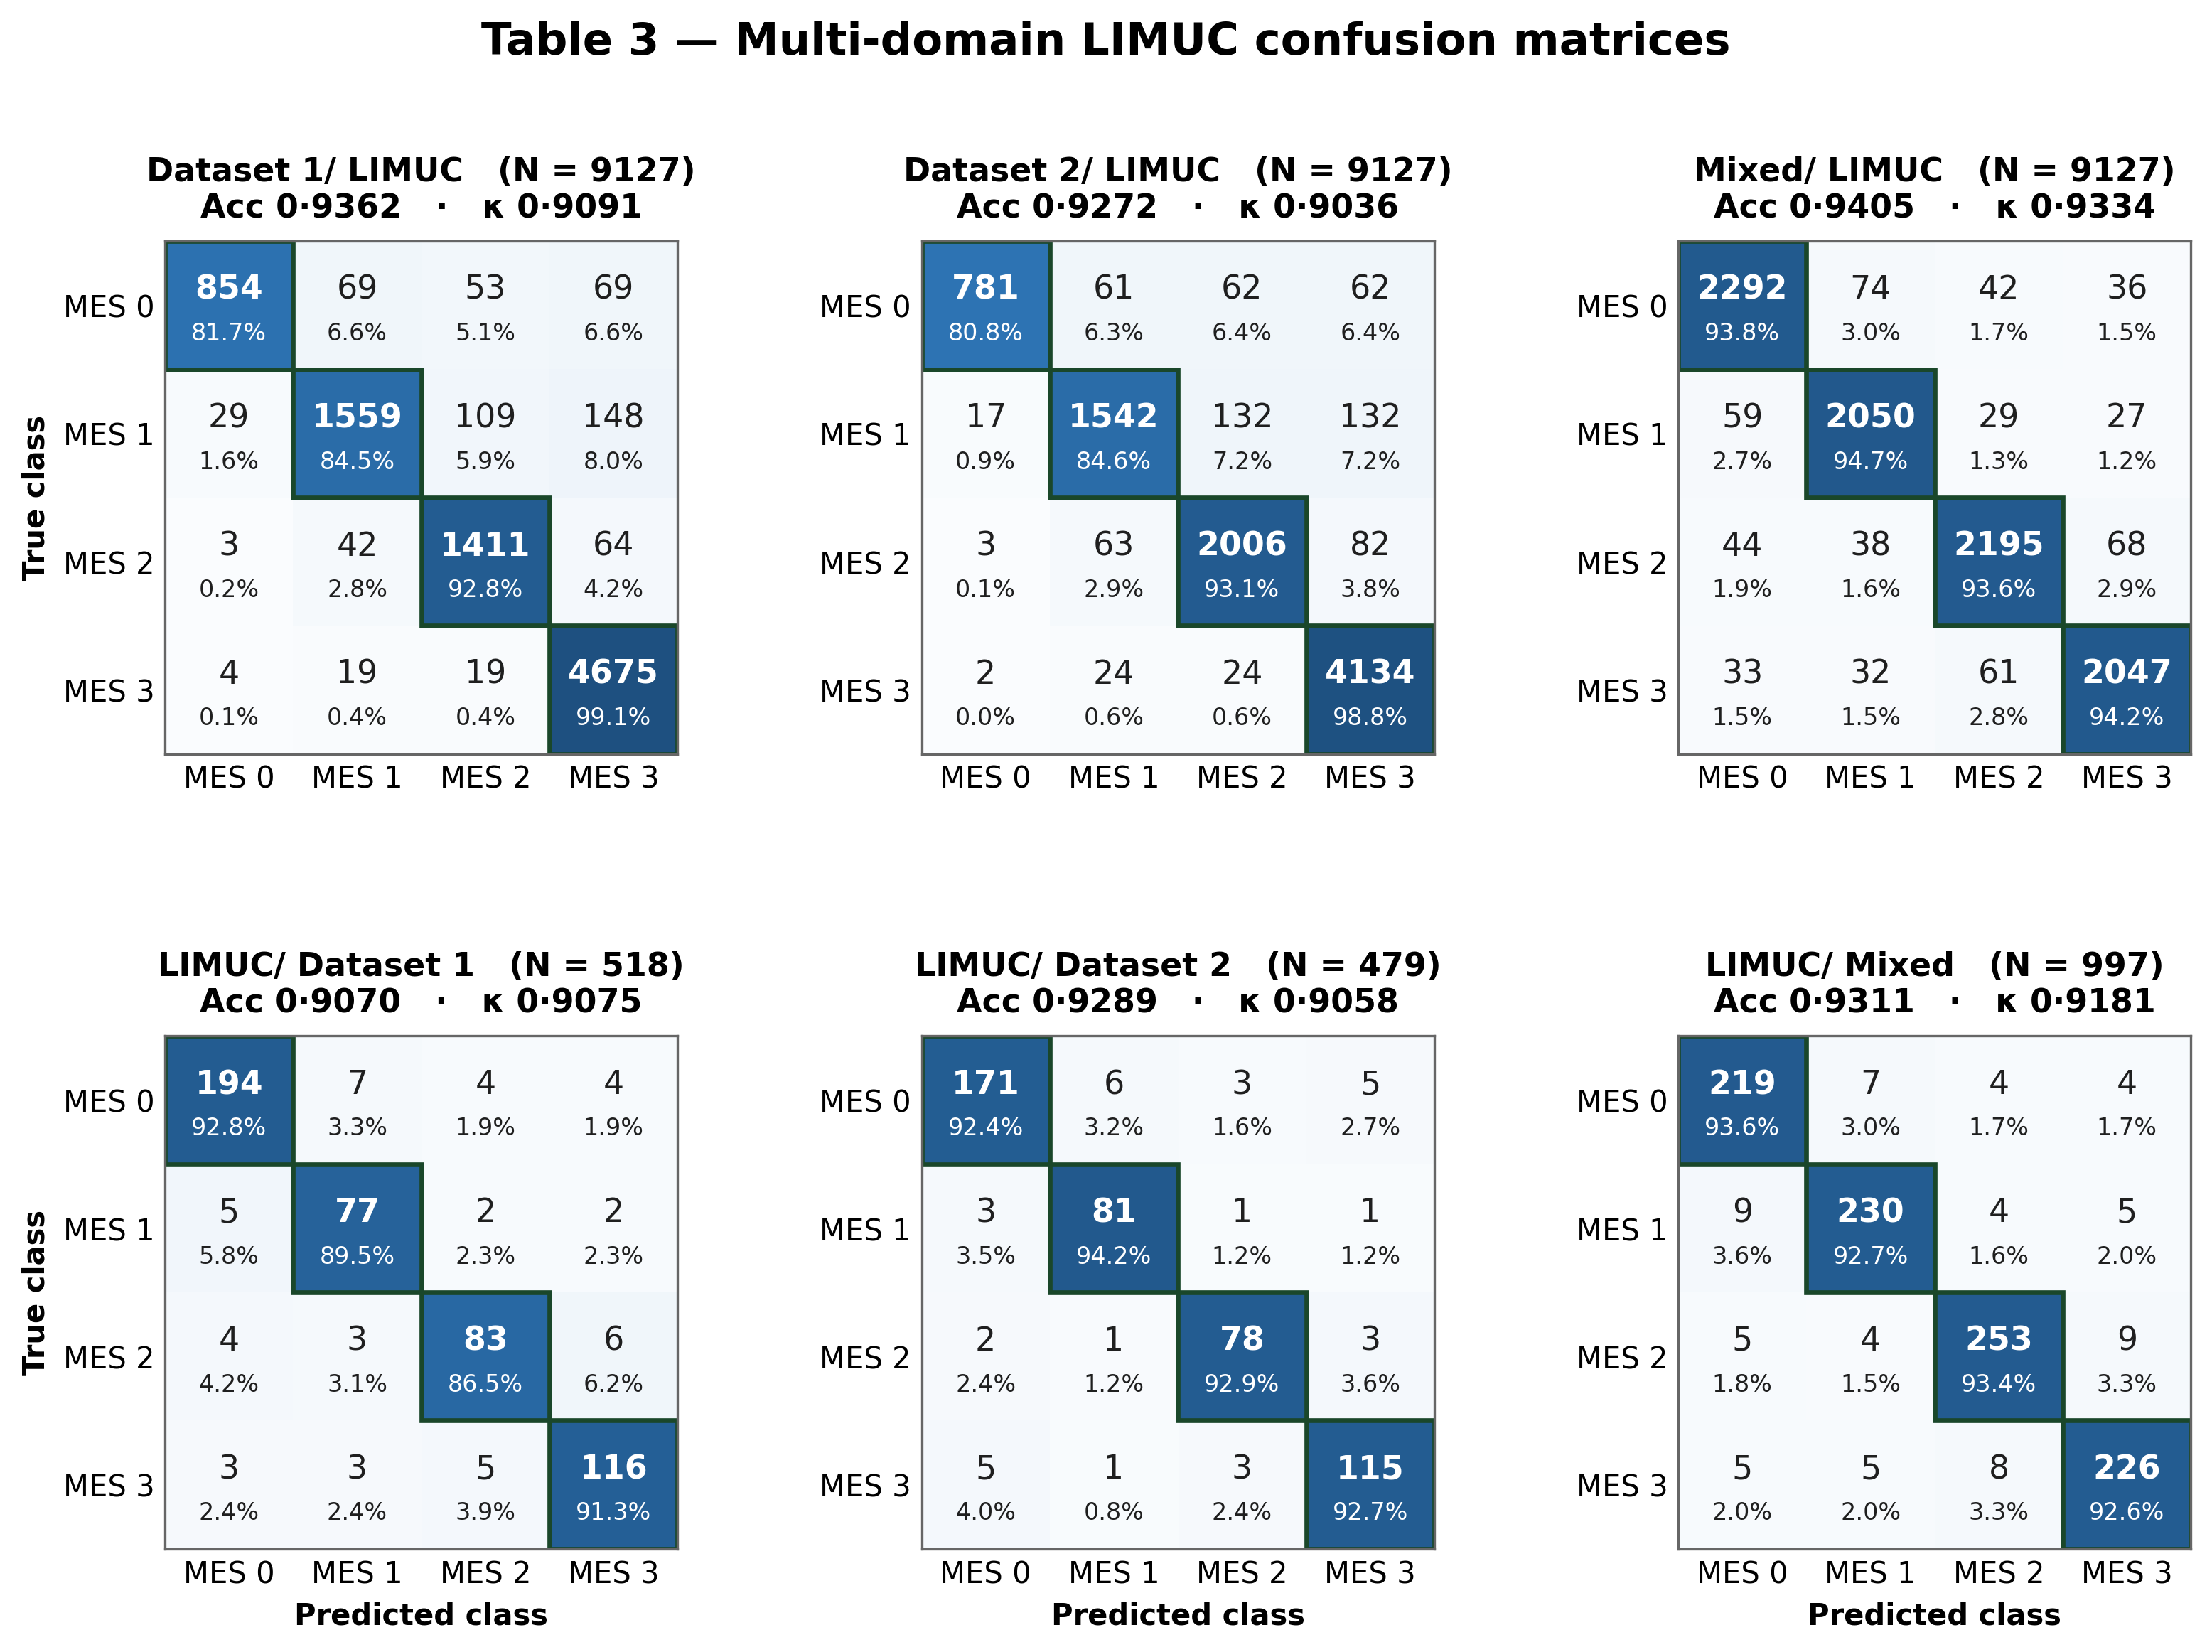 Table 3 — Multi-domain LIMUC confusion matrices
Dataset 1/ LIMUC (N = 9127)
Acc 0·9362 · κ 0·9091
True class
MES 0
854 69 53 69
81.7% 6.6% 5.1% 6.6%
MES 1
29 1559 109 148
1.6% 84.5% 5.9% 8.0%
MES 2
3 42 1411 64
0.2% 2.8% 92.8% 4.2%
MES 3
4 19 19 4675
0.1% 0.4% 0.4% 99.1%
MES 0 MES 1 MES 2 MES 3
Dataset 2/ LIMUC (N = 9127)
Acc 0·9272 · κ 0·9036
MES 0
781 61 62 62
80.8% 6.3% 6.4% 6.4%
MES 1
17 1542 132 132
0.9% 84.6% 7.2% 7.2%
MES 2
3 63 2006 82
0.1% 2.9% 93.1% 3.8%
MES 3
2 24 24 4134
0.0% 0.6% 0.6% 98.8%
MES 0 MES 1 MES 2 MES 3
Mixed/ LIMUC (N = 9127)
Acc 0·9405 · κ 0·9334
MES 0
2292 74 42 36
93.8% 3.0% 1.7% 1.5%
MES 1
59 2050 29 27
2.7% 94.7% 1.3% 1.2%
MES 2
44 38 2195 68
1.9% 1.6% 93.6% 2.9%
MES 3
33 32 61 2047
1.5% 1.5% 2.8% 94.2%
MES 0 MES 1 MES 2 MES 3
LIMUC/ Dataset 1 (N = 518)
Acc 0·9070 · κ 0·9075
True class
MES 0
194 7 4 4
92.8% 3.3% 1.9% 1.9%
MES 1
5 77 2 2
5.8% 89.5% 2.3% 2.3%
MES 2
4 3 83 6
4.2% 3.1% 86.5% 6.2%
MES 3
3 3 5 116
2.4% 2.4% 3.9% 91.3%
MES 0 MES 1 MES 2 MES 3
Predicted class
LIMUC/ Dataset 2 (N = 479)
Acc 0·9289 · κ 0·9058
MES 0
171 6 3 5
92.4% 3.2% 1.6% 2.7%
MES 1
3 81 1 1
3.5% 94.2% 1.2% 1.2%
MES 2
2 1 78 3
2.4% 1.2% 92.9% 3.6%
MES 3
5 1 3 115
4.0% 0.8% 2.4% 92.7%
MES 0 MES 1 MES 2 MES 3
Predicted class
LIMUC/ Mixed (N = 997)
Acc 0·9311 · κ 0·9181
MES 0
219 7 4 4
93.6% 3.0% 1.7% 1.7%
MES 1
9 230 4 5
3.6% 92.7% 1.6% 2.0%
MES 2
5 4 253 9
1.8% 1.5% 93.4% 3.3%
MES 3
5 5 8 226
2.0% 2.0% 3.3% 92.6%
MES 0 MES 1 MES 2 MES 3
Predicted class